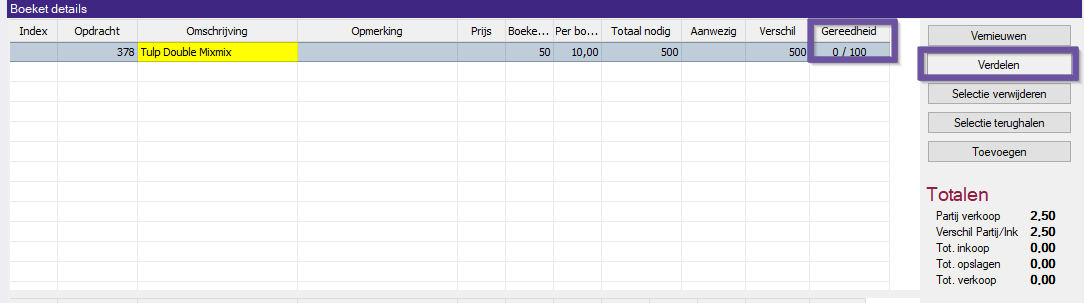 Boeket details
Index Opdracht Omschrijving Opmerking Prijs Boeke... Per bo... Totaal nodig Aanwezig Verschil Gereedheid
378 Tulp Double Mixmix 50 10,00 500 500 0 / 100
Vernieuwen
Verdelen
Selectie verwijderen
Selectie terughalen
Toevoegen
Totalen
Partij verkoop 2,50
Verschil Partij/Ink 2,50
Tot. inkoop 0,00
Tot. opslagen 0,00
Tot. verkoop 0,00